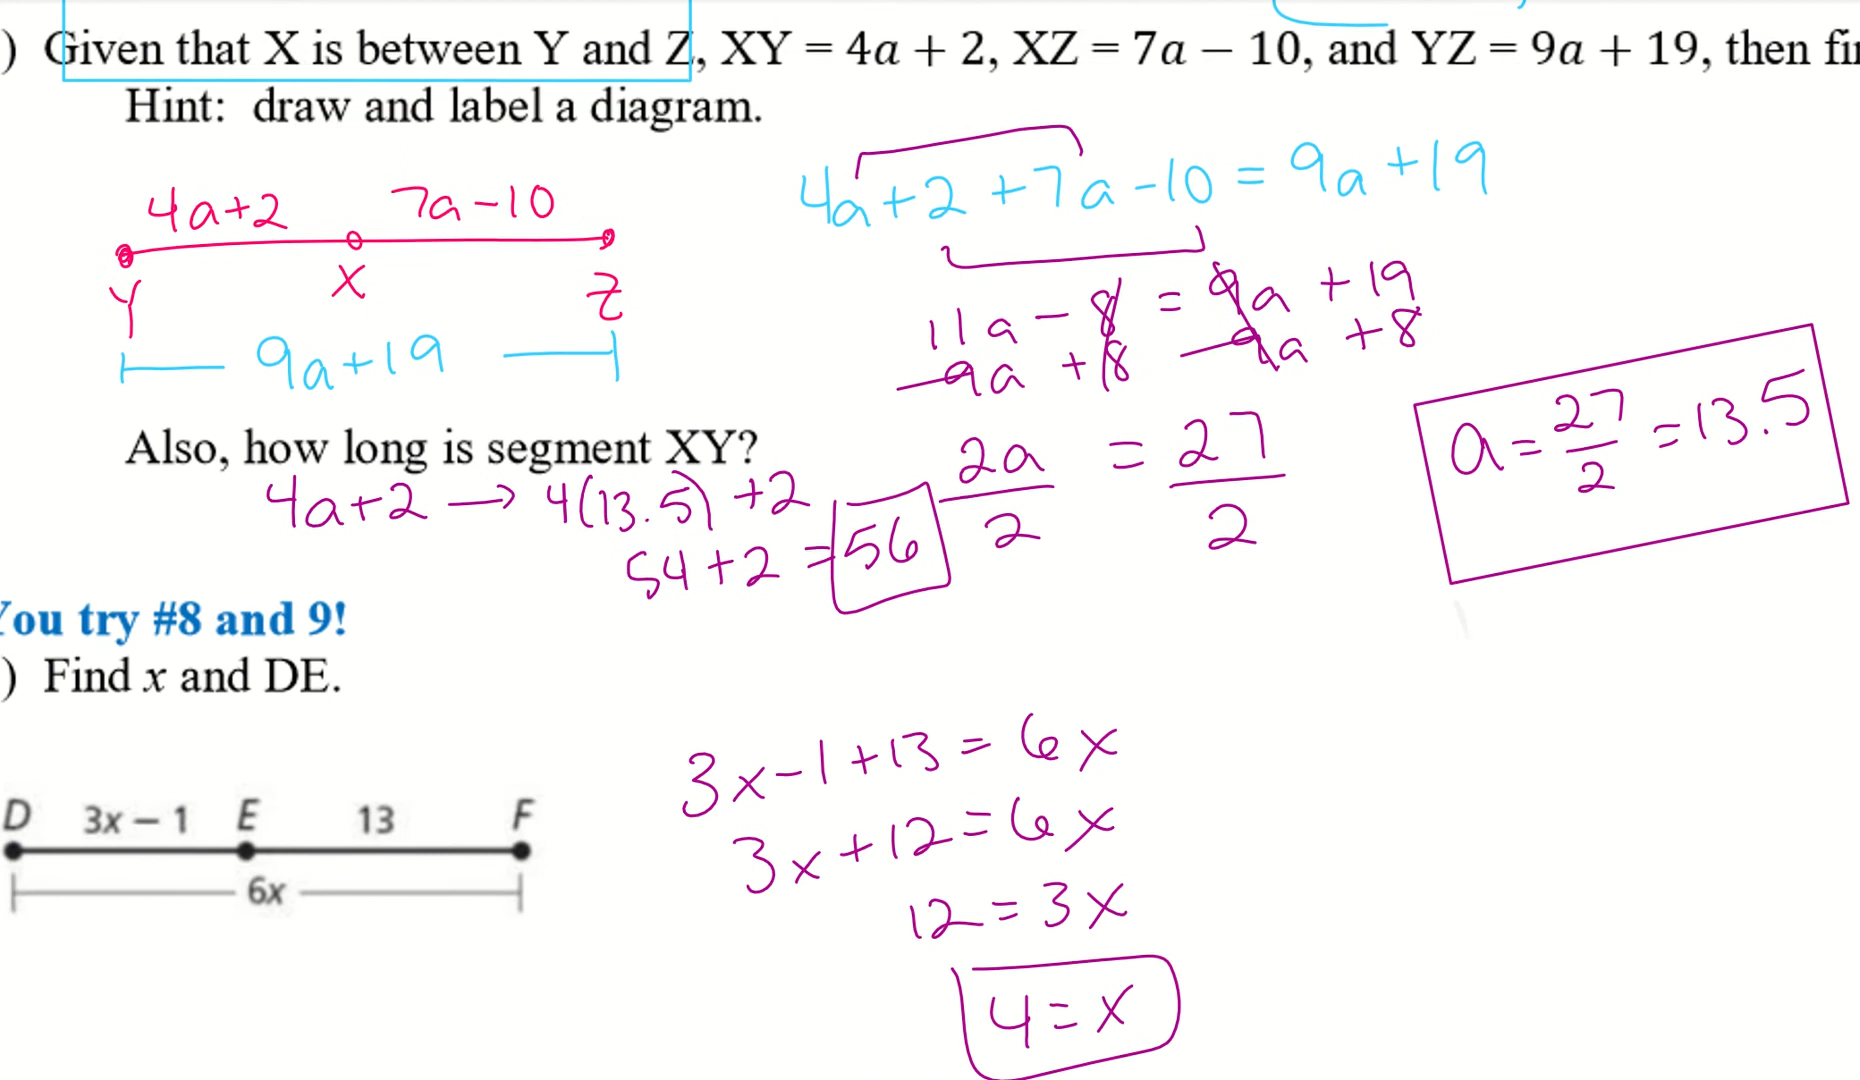 ) Given that X is between Y and Z, XY = 4a + 2, XZ = 7a – 10, and YZ = 9a + 19, then
Hint: draw and label a diagram.
4a+2 7a-10
Y X Z
9a+19
4a+2+7a-10=9a+19
11a-8=9a+19
-9a +8 -9a +8
2a = 27
2 2
a=27/2=13.5
Also, how long is segment XY?
4a+2 → 4(13.5)+2
54+2=56
You try #8 and 9!
) Find x and DE.
D 3x – 1 E 13 F
6x
3x-1+13=6x
3x+12=6x
12=3x
4=x